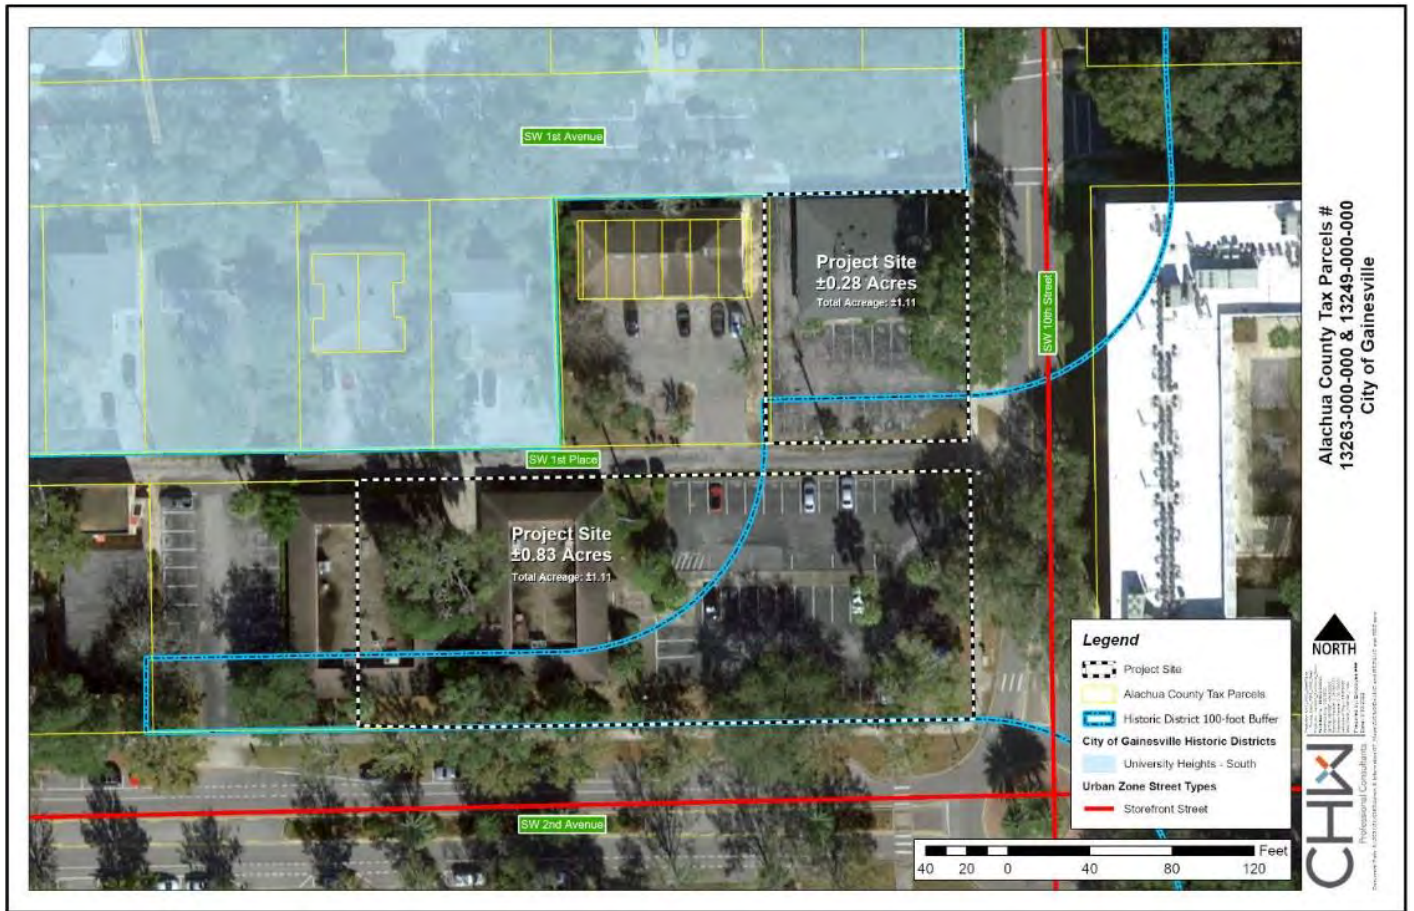 SW 1st Avenue
Project Site
±0.28 Acres
Total Acreage: ±1.11
SW 10th Street
SW 1st Place
Project Site
±0.83 Acres
Total Acreage: ±1.11
SW 2nd Avenue
Legend
Project Site
Alachua County Tax Parcels
Historic District 100-foot Buffer
City of Gainesville Historic Districts
University Heights - South
Urban Zone Street Types
Storefront Street
Feet
40 20 0 40 80 120
Alachua County Tax Parcels #
13263-000-000 & 13249-000-000
City of Gainesville
NORTH
CHW
Professional Consultants